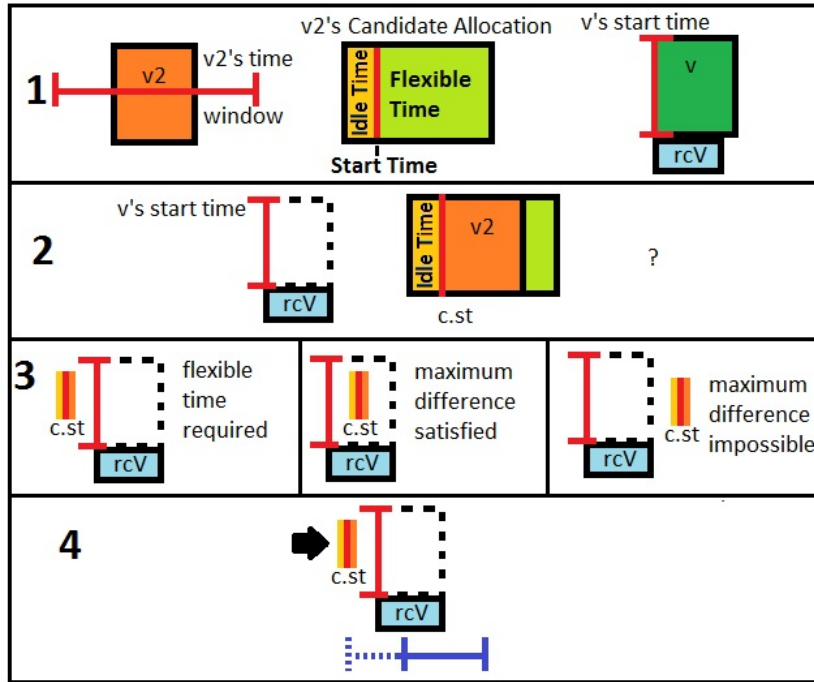 1
v2
v2's time
window
v2's Candidate Allocation
Idle Time
Flexible
Time
Start Time
v's start time
v
rcV
2
v's start time
rcV
Idle Time
v2
c.st
?
3
c.st
rcV
flexible
time
required
c.st
rcV
maximum
difference
satisfied
rcV
c.st
maximum
difference
impossible
4
c.st
rcV